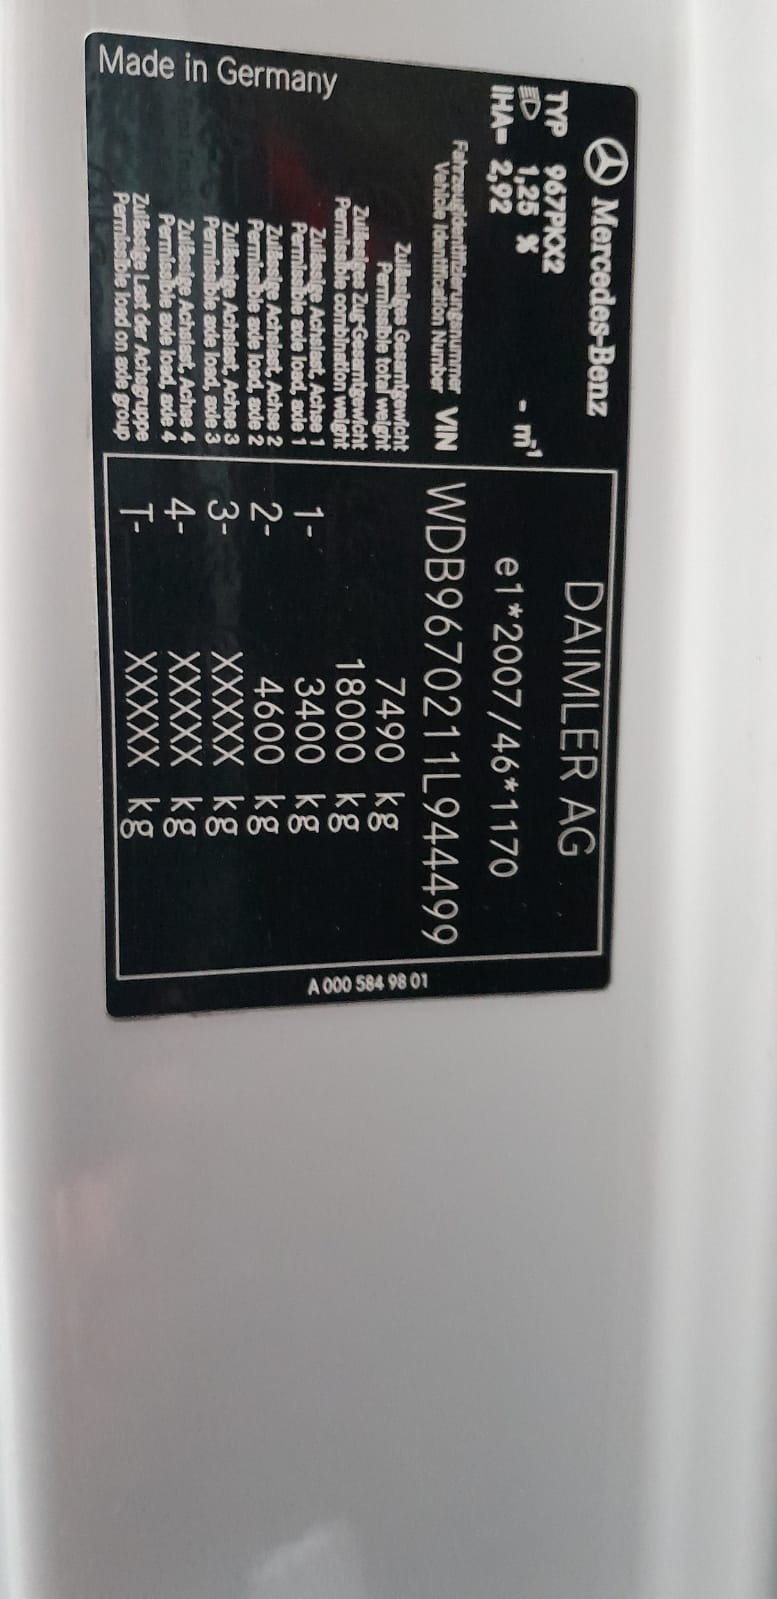 Mercedes-Benz
DAIMLER AG
TYP 967PKX2
1,25 % - m-1
IHA= 2,92
e1*2007/46*1170
Fahrzeugidentifizierungsnummer
Vehicle Identification Number VIN WDB9670211L944499
Zulässiges Gesamtgewicht
Permissible total weight 7490 kg
Zulässiges Zug-Gesamtgewicht
Permissible combination weight 18000 kg
Zulässige Achslast, Achse 1
Permissible axle load, axle 1 1- 3400 kg
Zulässige Achslast, Achse 2
Permissible axle load, axle 2 2- 4600 kg
Zulässige Achslast, Achse 3
Permissible axle load, axle 3 3- XXXXX kg
Zulässige Achslast, Achse 4
Permissible axle load, axle 4 4- XXXXX kg
Zulässige Last der Achsgruppe
Permissible load on axle group T- XXXXX kg
Made in Germany
A 000 584 98 01